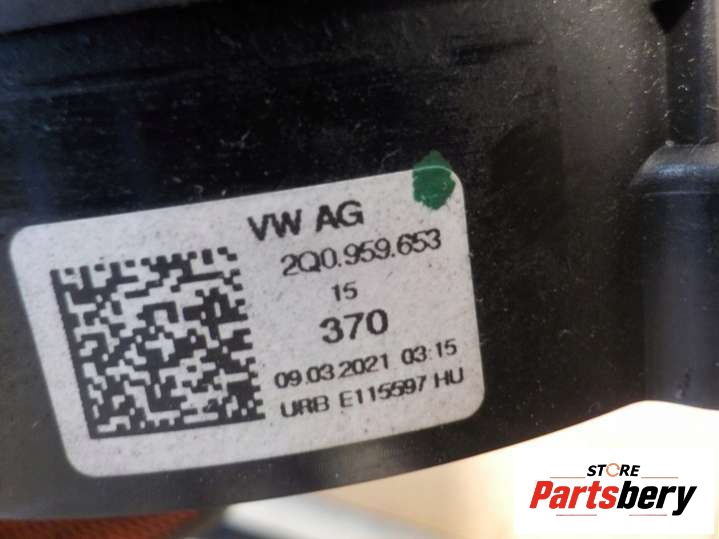 VW AG
2Q0.959.653
15
370
09.03.2021 03:15
URB E115597 HU
STORE
Partsbery